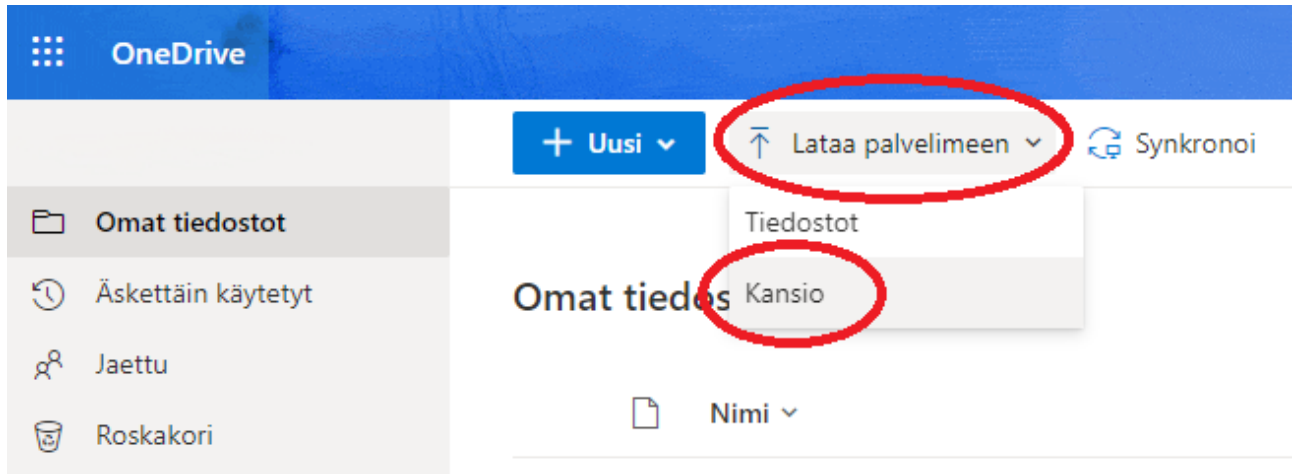 OneDrive
+ Uusi
Lataa palvelimeen
Synkronoi
Omat tiedostot
Tiedostot
Äskettäin käytetyt
Omat tiedos
Kansio
Jaettu
Nimi
Roskakori